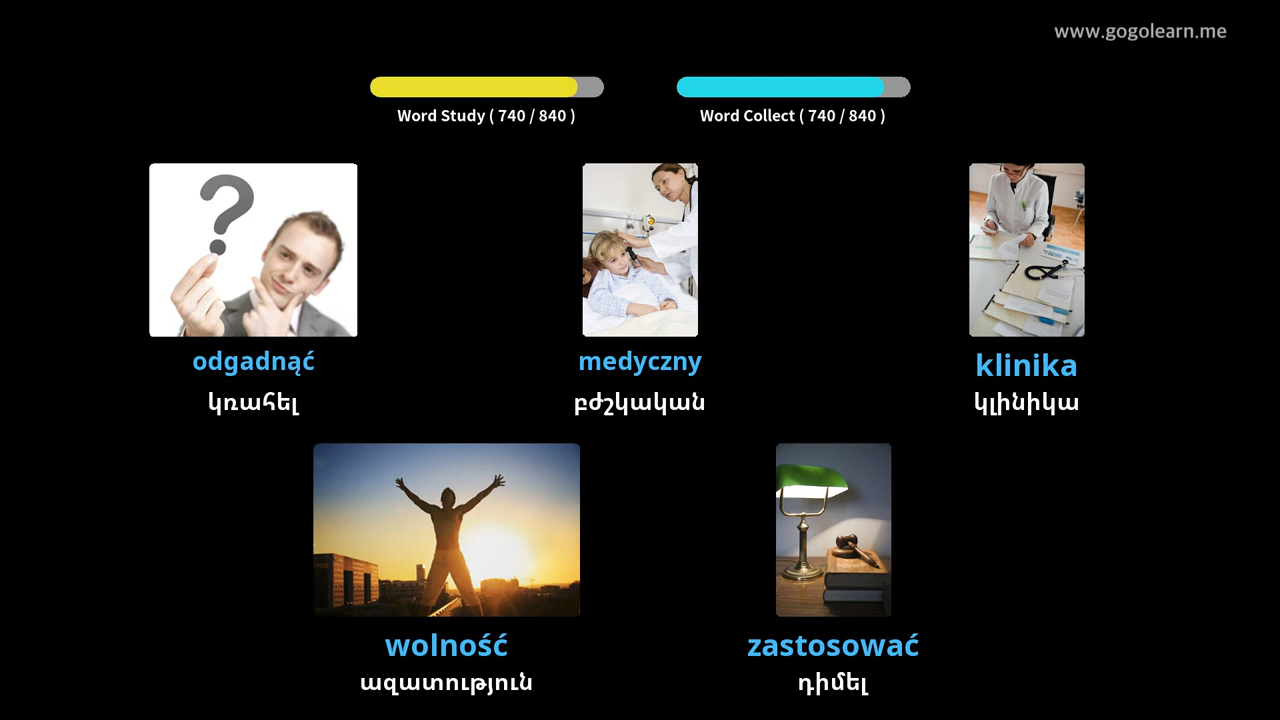 www.gogolearn.me
Word Study ( 740 / 840 )
Word Collect ( 740 / 840 )
odgadnąć
կռահել
medyczny
բժշկական
klinika
կլինիկա
wolność
ազատություն
zastosować
դիմել